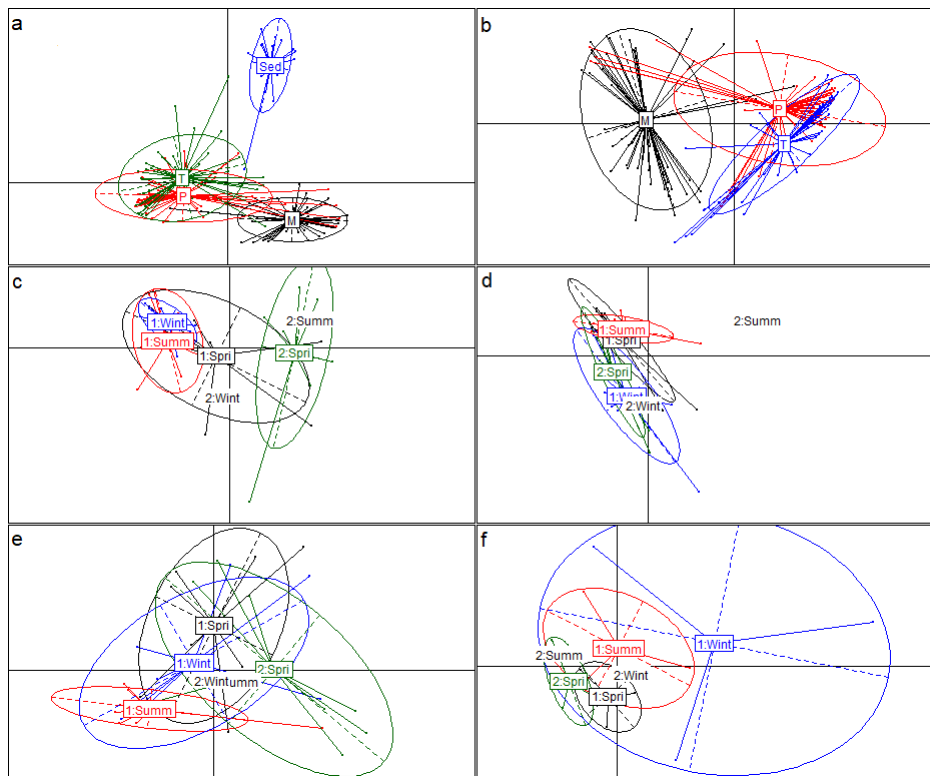 a
Sed
T
P
M
b
P
M
T
c
1:Wint
2:Summ
1:Summ
1:Spri
2:Spri
2:Wint
d
2:Summ
1:Summ
1:Spri
2:Spri
1:Wint
2:Wint
e
1:Spri
1:Wint
2:Spri
2:Wintumm
1:Summ
f
1:Wint
1:Summ
2:Summ
2:Wint
2:Spri
1:Spri